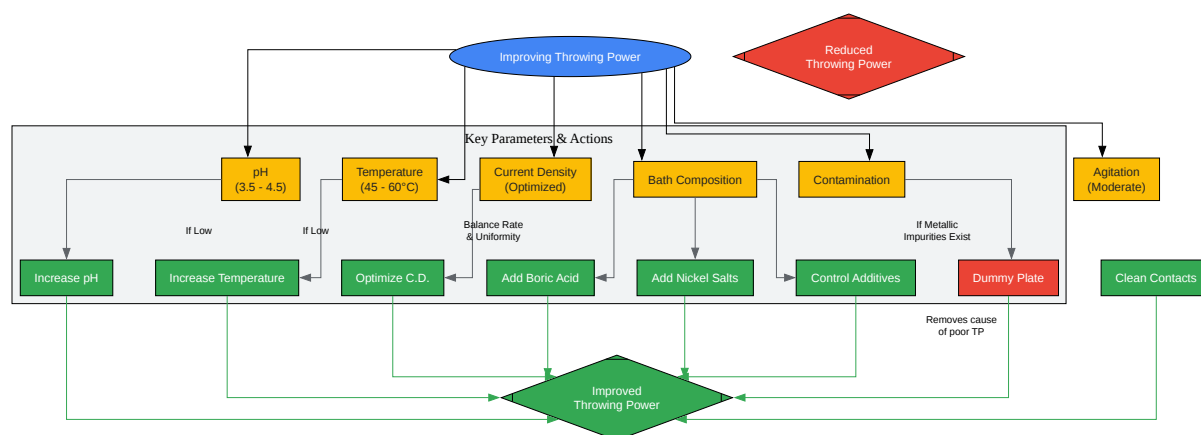 Improving Throwing Power
Reduced
Throwing Power
Key Parameters & Actions
pH
(3.5 - 4.5)
Temperature
(45 - 60°C)
Current Density
(Optimized)
Bath Composition
Contamination
Agitation
(Moderate)
If Low
If Low
Balance Rate
& Uniformity
If Metallic
Impurities Exist
Increase pH
Increase Temperature
Optimize C.D.
Add Boric Acid
Add Nickel Salts
Control Additives
Dummy Plate
Clean Contacts
Removes cause
of poor TP
Improved
Throwing Power